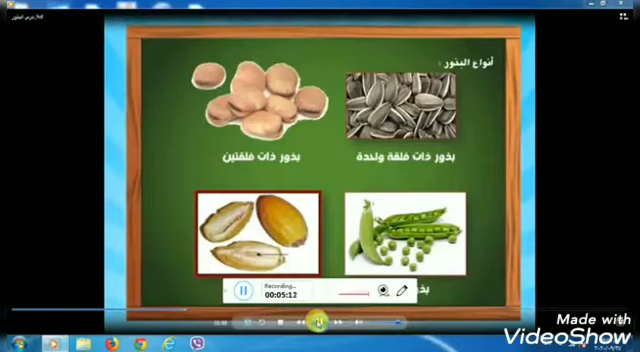 أنواع البذور :
بذور ذات فلقة واحدة
بذور ذات فلقتين
Recording...
00:05:12
Made with
VideoShow